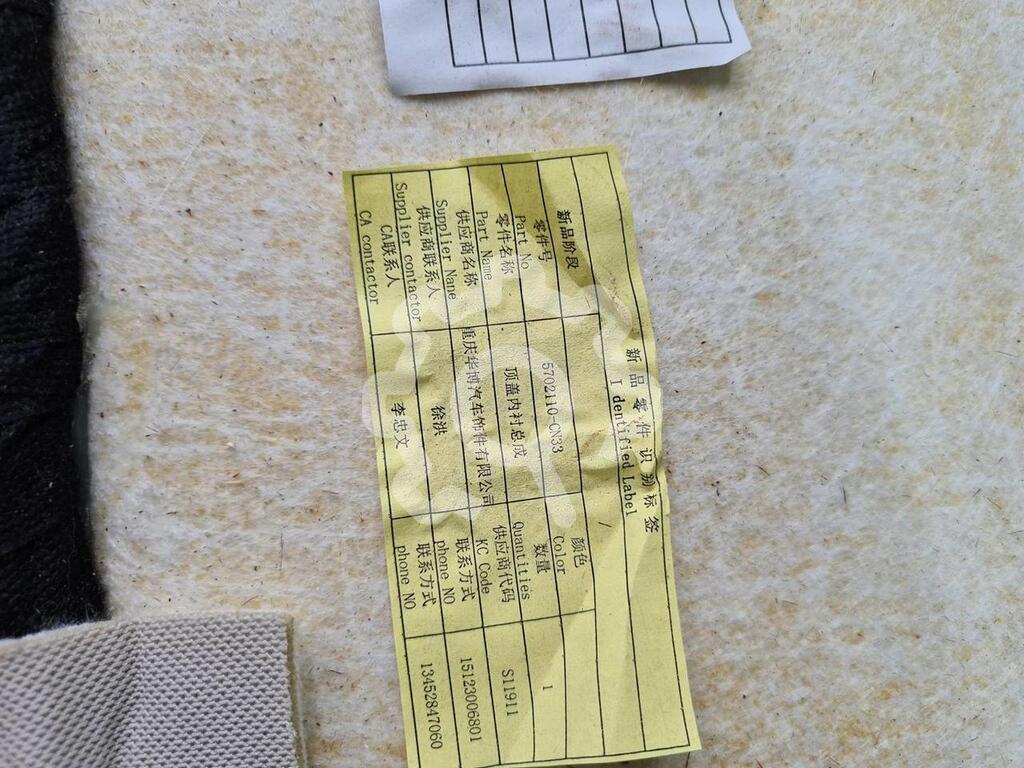 新品零件识别标签
Identified Label
新品阶段
零件号
Part No
5702110-CN33
颜色
Color
/
零件名称
Part Name
顶盖内衬总成
数量
Quantities
1
供应商名称
Supplier Name
重庆华博汽车饰件有限公司
供应商代码
KC Code
S11911
供应商联系人
Supplier contactor
徐洪
联系方式
phone NO
15123006801
CA联系人
CA contactor
李忠文
联系方式
phone NO
13452847060